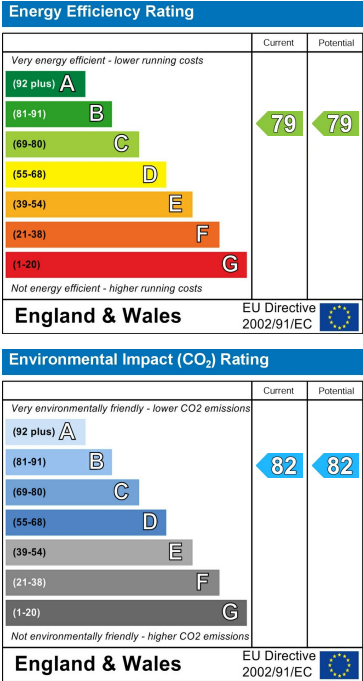 Energy Efficiency Rating
Current Potential
Very energy efficient - lower running costs
(92 plus) A
(81-91) B
(69-80) C
79 79
(55-68) D
(39-54) E
(21-38) F
(1-20) G
Not energy efficient - higher running costs
England & Wales
EU Directive
2002/91/EC
Environmental Impact (CO₂) Rating
Current Potential
Very environmentally friendly - lower CO2 emissions
(92 plus) A
(81-91) B
82 82
(69-80) C
(55-68) D
(39-54) E
(21-38) F
(1-20) G
Not environmentally friendly - higher CO2 emissions
England & Wales
EU Directive
2002/91/EC